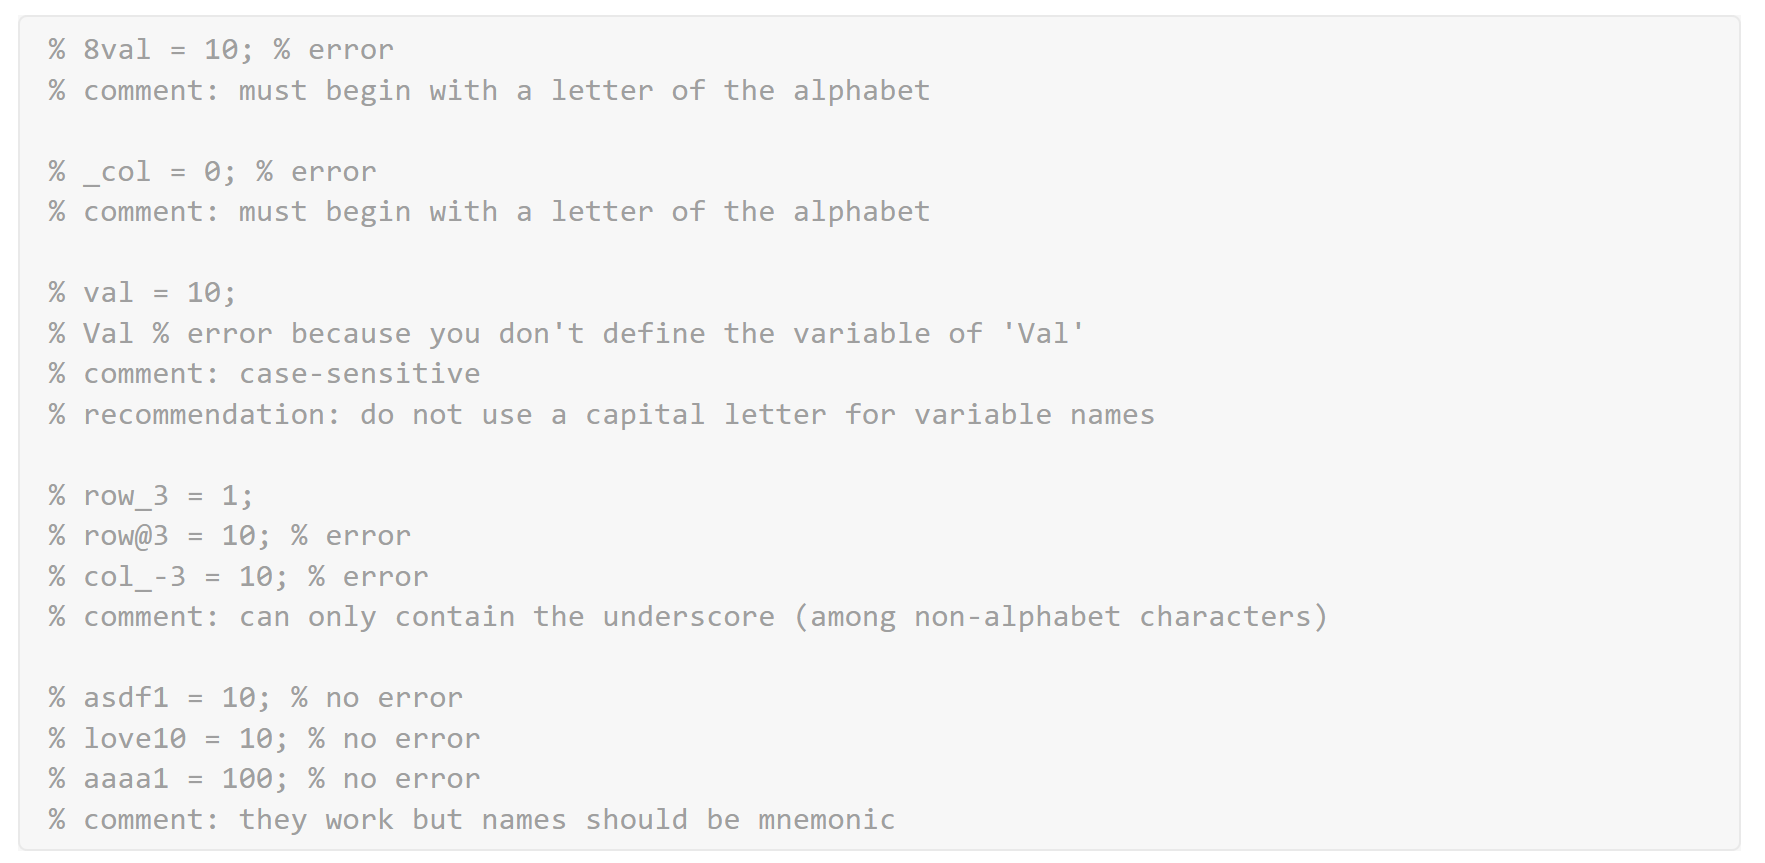 % 8val = 10; % error
% comment: must begin with a letter of the alphabet
% _col = 0; % error
% comment: must begin with a letter of the alphabet
% val = 10;
% Val % error because you don't define the variable of 'Val'
% comment: case-sensitive
% recommendation: do not use a capital letter for variable names
% row_3 = 1;
% row@3 = 10; % error
% col_-3 = 10; % error
% comment: can only contain the underscore (among non-alphabet characters)
% asdf1 = 10; % no error
% love10 = 10; % no error
% aaaa1 = 100; % no error
% comment: they work but names should be mnemonic